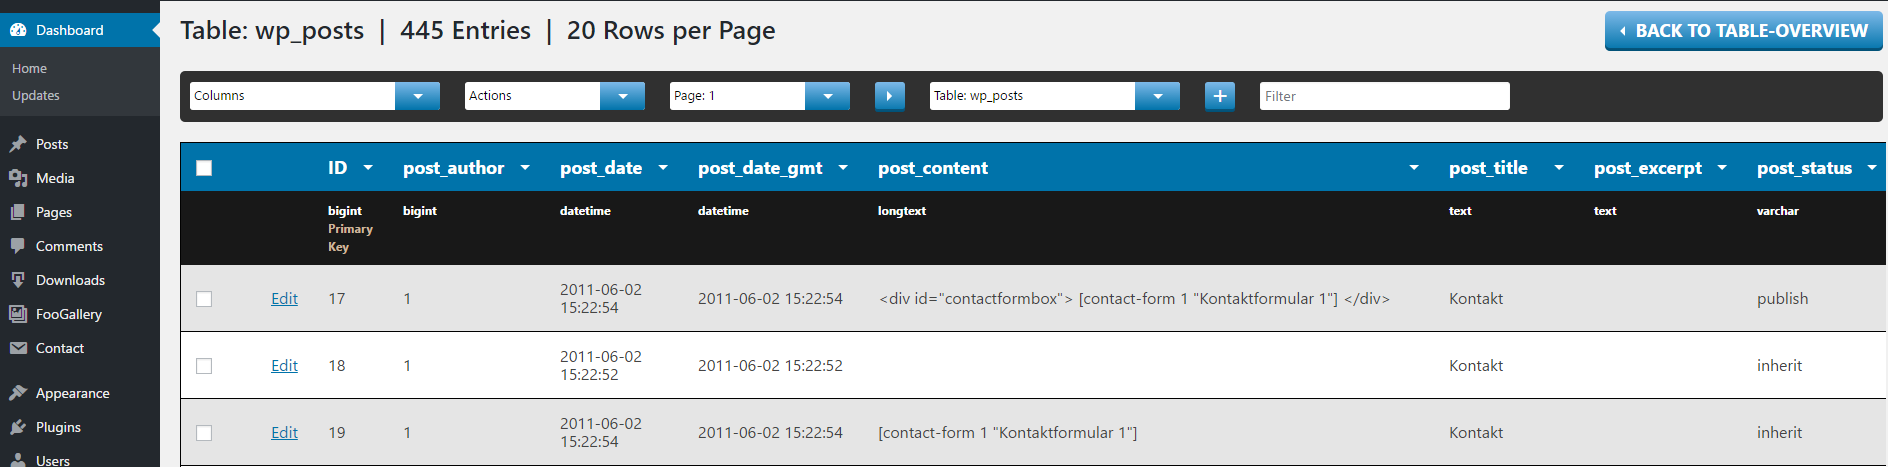 Dashboard
Home
Updates
Posts
Media
Pages
Comments
Downloads
FooGallery
Contact
Appearance
Plugins
Users
Table: wp_posts | 445 Entries | 20 Rows per Page
BACK TO TABLE-OVERVIEW
Columns Actions Page: 1 Table: wp_posts + Filter
ID post_author post_date post_date_gmt post_content post_title post_excerpt post_status
bigint bigint datetime datetime longtext text text varchar
Primary
Key
2011-06-02
Edit 17 1 2011-06-02 15:22:54 <div id="contactformbox"> [contact-form 1 "Kontaktformular 1"] </div> Kontakt publish
15:22:54
2011-06-02
Edit 18 1 2011-06-02 15:22:52 Kontakt inherit
15:22:52
2011-06-02
Edit 19 1 2011-06-02 15:22:54 [contact-form 1 "Kontaktformular 1"] Kontakt inherit
15:22:54